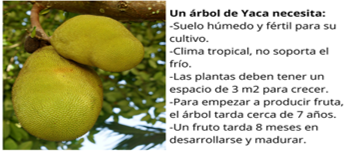 Un árbol de Yaca necesita:
-Suelo húmedo y fértil para su
cultivo.
-Clima tropical, no soporta el
frío.
-Las plantas deben tener un
espacio de 3 m2 para crecer.
-Para empezar a producir fruta,
el árbol tarda cerca de 7 años.
-Un fruto tarda 8 meses en
desarrollarse y madurar.